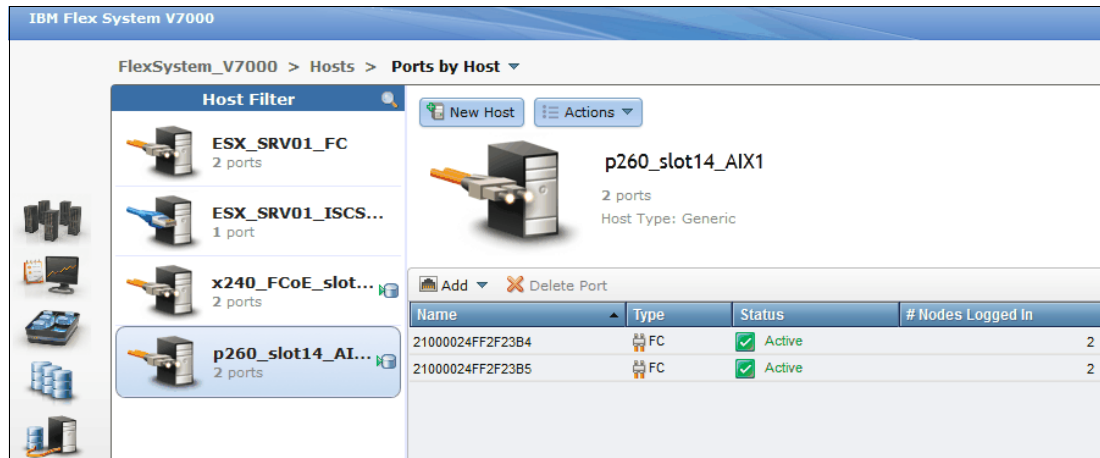 IBM Flex System V7000
FlexSystem_V7000 > Hosts > Ports by Host
Host Filter
ESX_SRV01_FC
2 ports
ESX_SRV01_ISCS...
1 port
x240_FCoE_slot...
2 ports
p260_slot14_AI...
2 ports
New Host Actions
p260_slot14_AIX1
2 ports
Host Type: Generic
Add Delete Port
Name Type Status # Nodes Logged In
21000024FF2F23B4 FC Active 2
21000024FF2F23B5 FC Active 2